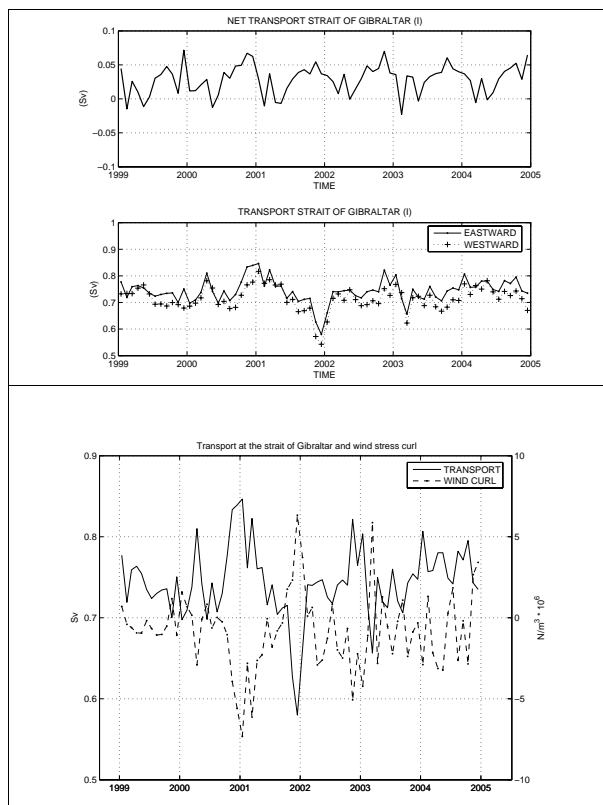 NET TRANSPORT STRAIT OF GIBRALTAR (I)
0.1
0.05
0
−0.05
−0.1
(Sv)
1999 2000 2001 2002 2003 2004 2005
TIME
TRANSPORT STRAIT OF GIBRALTAR (I)
1
0.9
0.8
0.7
0.6
0.5
(Sv)
EASTWARD
WESTWARD
1999 2000 2001 2002 2003 2004 2005
TIME
Transport at the strait of Gibraltar and wind stress curl
0.9
0.8
0.7
0.6
0.5
Sv
TRANSPORT
WIND CURL
10
5
0
−5
−10
N/m³ * 10⁶
1999 2000 2001 2002 2003 2004 2005